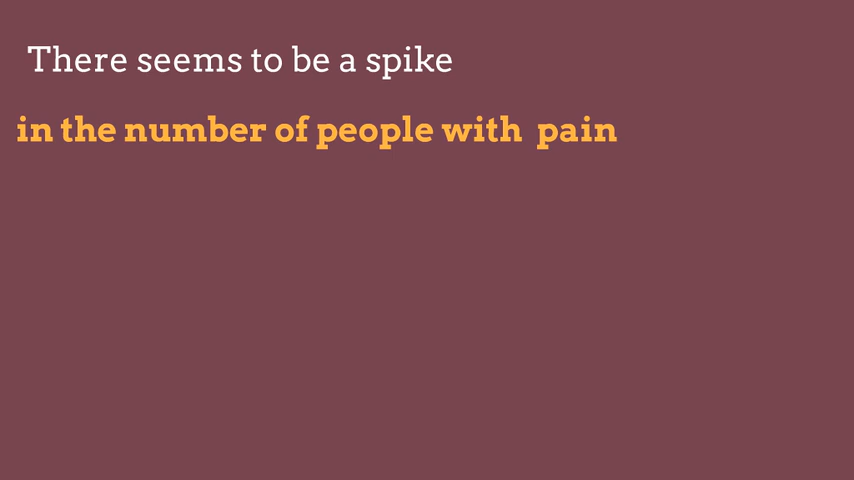 There seems to be a spike
in the number of people with  pain